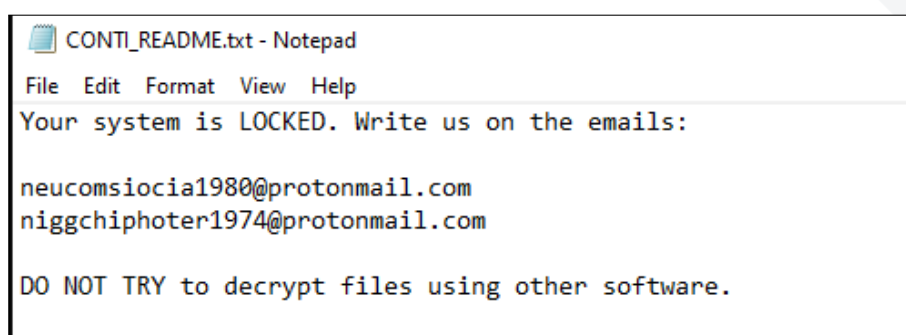 CONTI_README.txt - Notepad
File Edit Format View Help
Your system is LOCKED. Write us on the emails:
neucomsiocia1980@protonmail.com
niggchiphoter1974@protonmail.com
DO NOT TRY to decrypt files using other software.